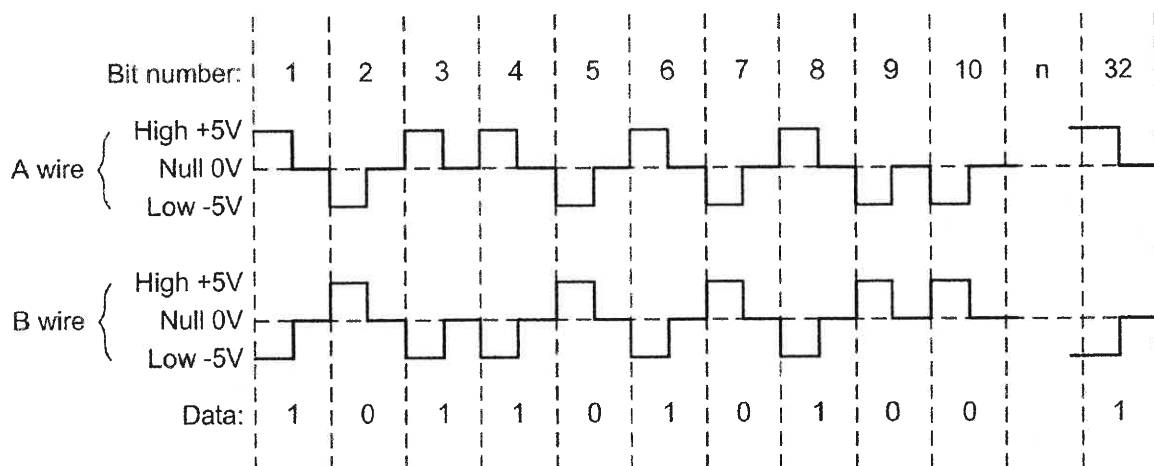 Bit number: 1 2 3 4 5 6 7 8 9 10 n 32
High +5V
A wire Null 0V
Low -5V
High +5V
B wire Null 0V
Low -5V
Data: 1 0 1 1 0 1 0 1 0 0 1